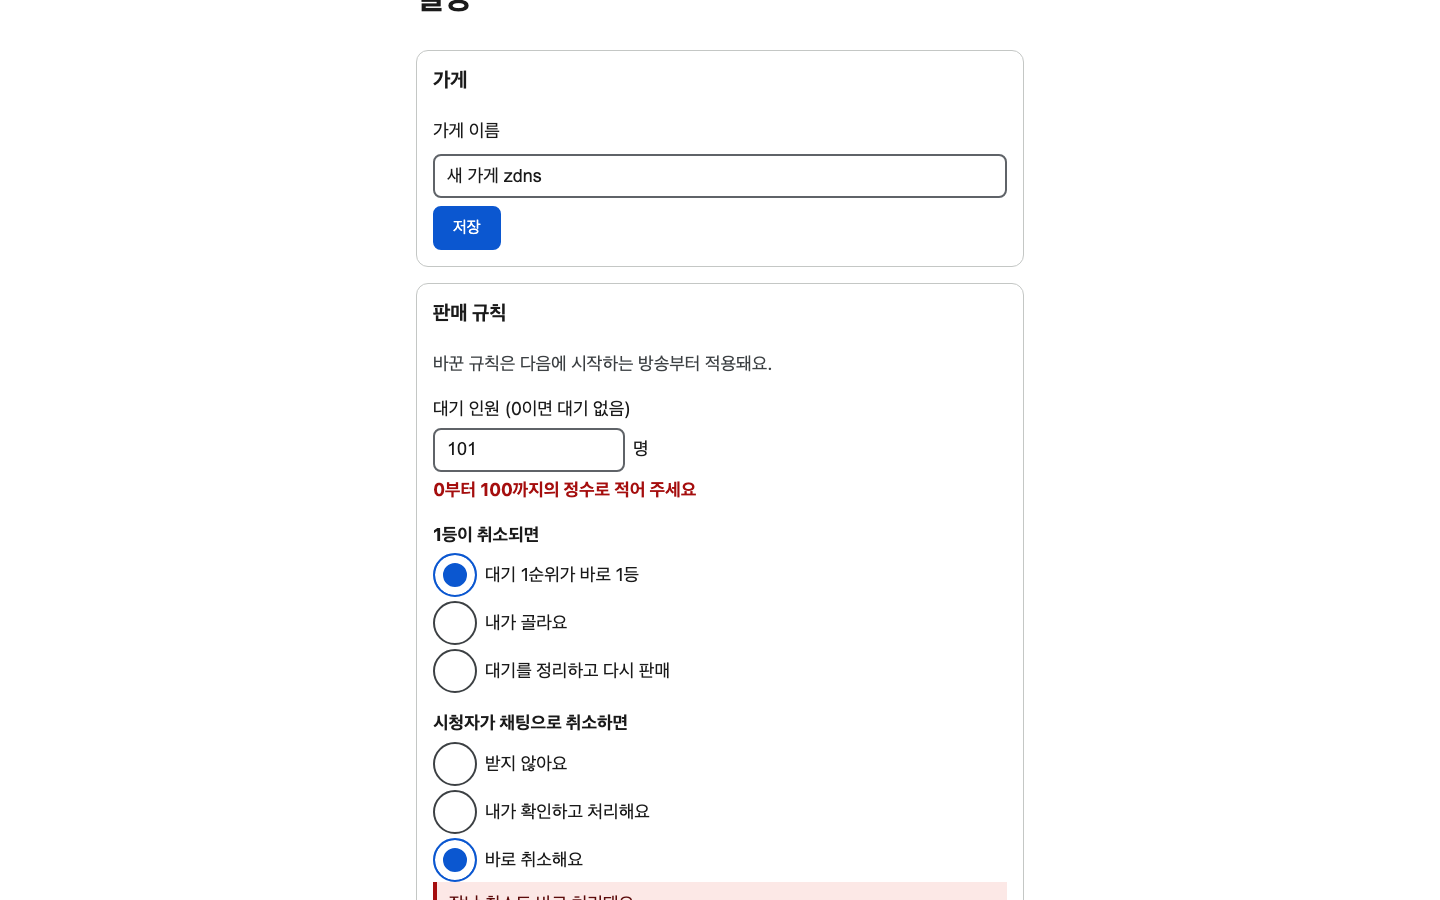 가게
가게 이름
새 가게 zdns
저장
판매 규칙
바꾼 규칙은 다음에 시작하는 방송부터 적용돼요.
대기 인원 (0이면 대기 없음)
101 명
0부터 100까지의 정수로 적어 주세요
1등이 취소되면
대기 1순위가 바로 1등
내가 골라요
대기를 정리하고 다시 판매
시청자가 채팅으로 취소하면
받지 않아요
내가 확인하고 처리해요
바로 취소해요